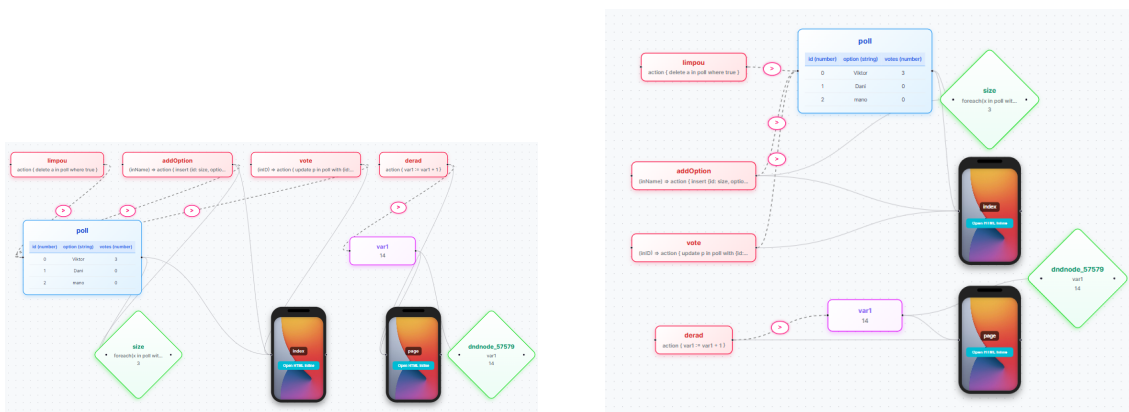 limpou
action ( delete a in poll where true )
addOption
(inName) => action ( insert (id: size, optio...
vote
(inID) => action ( update p in poll with (id:...
derad
action ( var1 := var1 + 1 )
>
>
>
>
poll
id (number) option (string) votes (number)
0 Viktor 3
1 Dani 0
2 mano 0
var1
14
size
foreach(x in poll wit...
3
index
Open HTML Inline
page
Open HTML Inline
dndnode_57579
var1
14
limpou
action ( delete a in poll where true )
>
poll
id (number) option (string) votes (number)
0 Viktor 3
1 Dani 0
2 mano 0
size
foreach(x in poll wit...
3
>
>
addOption
(inName) => action ( insert (id: size, optio...
index
Open HTML Inline
vote
(inID) => action ( update p in poll with (id:...
dndnode_57579
var1
14
var1
14
>
derad
action ( var1 := var1 + 1 )
page
Open HTML Inline